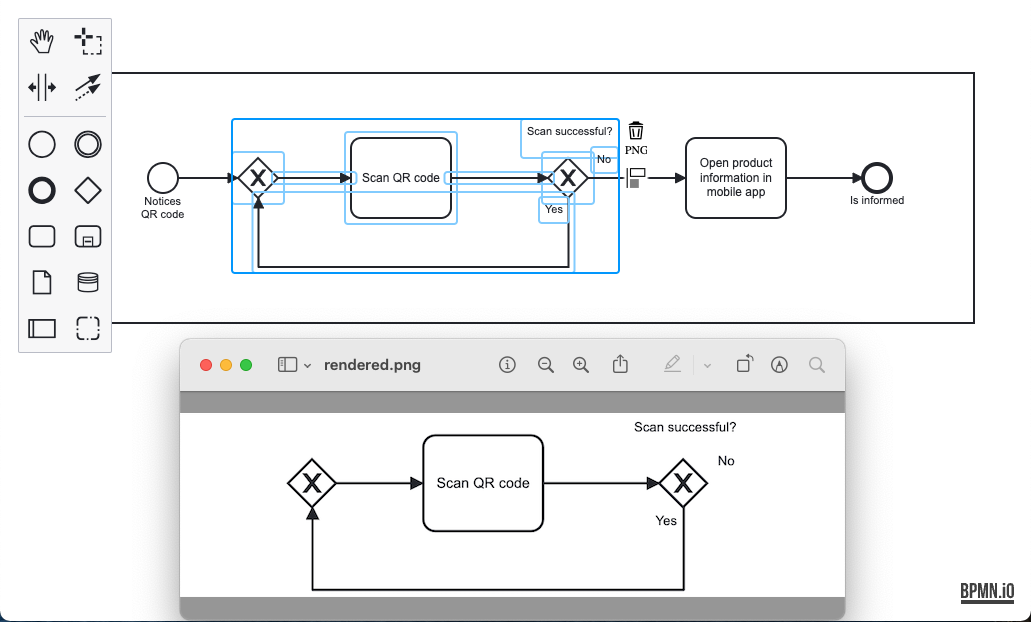 Scan successful?
PNG
No
Scan QR code
Open product
information in
mobile app
Notices
QR code
Is informed
Yes
rendered.png
Scan successful?
No
Scan QR code
Yes
BPMN.iO